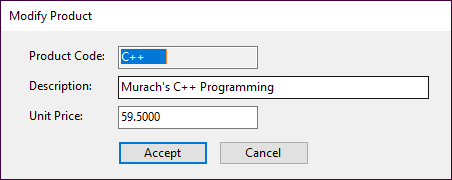 Modify Product
Product Code: C++
Description: Murach's C++ Programming
Unit Price: 59.5000
Accept Cancel